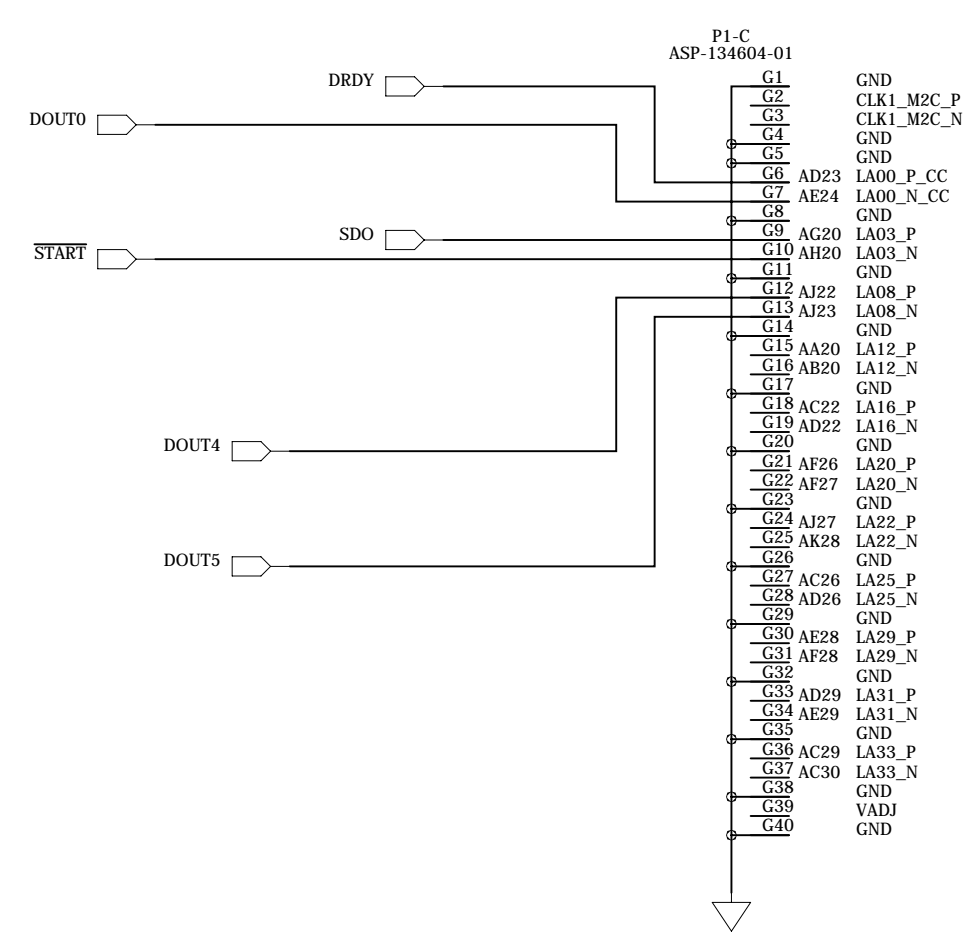 P1-C
ASP-134604-01
DRDY
DOUT0
SDO
START
DOUT4
DOUT5
G1 GND
G2 CLK1_M2C_P
G3 CLK1_M2C_N
G4 GND
G5 GND
G6 AD23 LA00_P_CC
G7 AE24 LA00_N_CC
G8 GND
G9 AG20 LA03_P
G10 AH20 LA03_N
G11 GND
G12 AJ22 LA08_P
G13 AJ23 LA08_N
G14 GND
G15 AA20 LA12_P
G16 AB20 LA12_N
G17 GND
G18 AC22 LA16_P
G19 AD22 LA16_N
G20 GND
G21 AF26 LA20_P
G22 AF27 LA20_N
G23 GND
G24 AJ27 LA22_P
G25 AK28 LA22_N
G26 GND
G27 AC26 LA25_P
G28 AD26 LA25_N
G29 GND
G30 AE28 LA29_P
G31 AF28 LA29_N
G32 GND
G33 AD29 LA31_P
G34 AE29 LA31_N
G35 GND
G36 AC29 LA33_P
G37 AC30 LA33_N
G38 GND
G39 VADJ
G40 GND